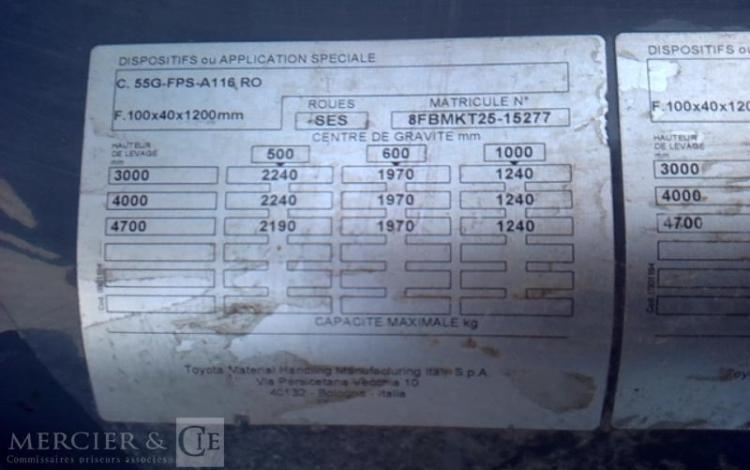 DISPOSITIFS ou APPLICATION SPECIALE
C. 55G-FPS-A116 RO
F.100x40x1200mm
ROUES
SES
MATRICULE N°
8FBMKT25-15277
CENTRE DE GRAVITE mm
HAUTEUR
DE LEVAGE
mm
500 600 1000
3000 2240 1970 1240
4000 2240 1970 1240
4700 2190 1970 1240
CAPACITE MAXIMALE kg
Toyota Material Handling Manufacturing Italy S.p.A.
Via Persicetana Vecchia 10
40132 - Bologna - Italia
DISPOSITIFS
F.100x40x120
HAUTEUR
DE LEVAGE
mm
3000
4000
4700
MERCIER & CIE
Commissaires priseurs associés